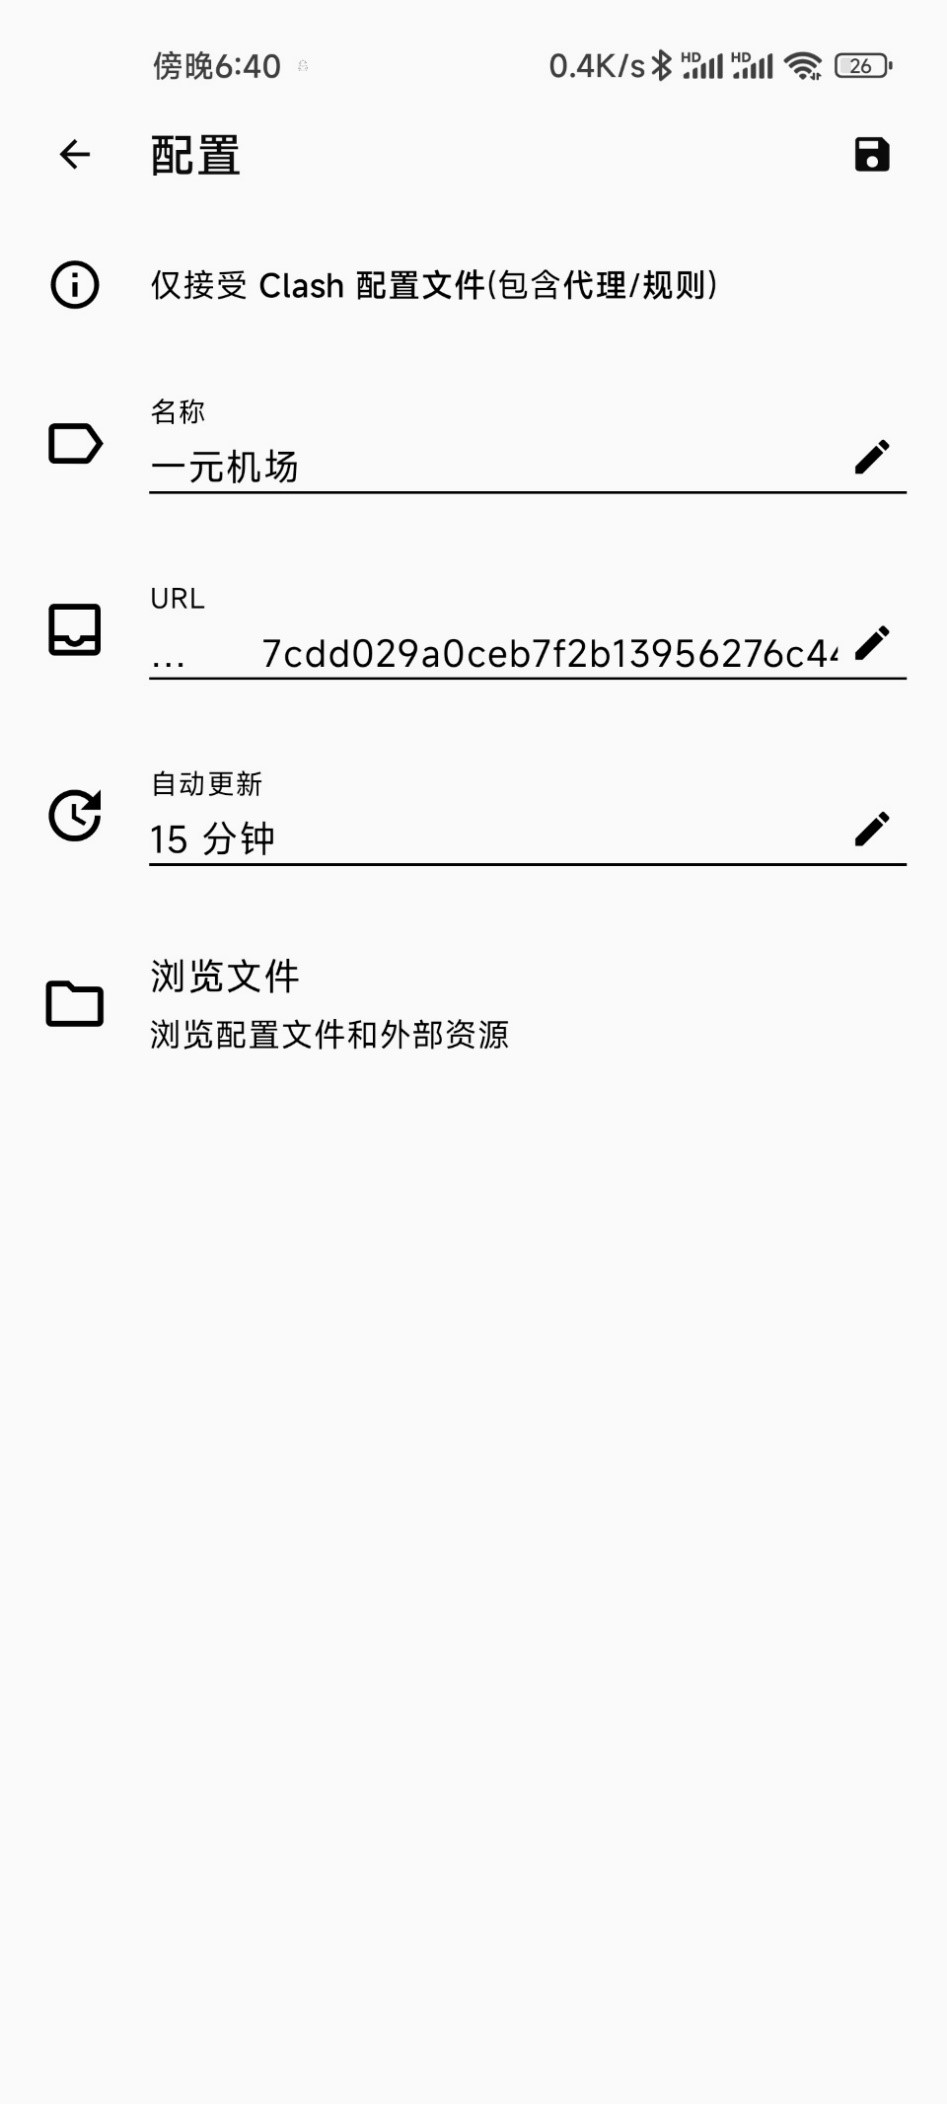 傍晚6:40
0.4K/s HD HD 26
配置
仅接受 Clash 配置文件(包含代理/规则)
名称
一元机场
URL
... 7cdd029a0ceb7f2b13956276c4
自动更新
15 分钟
浏览文件
浏览配置文件和外部资源